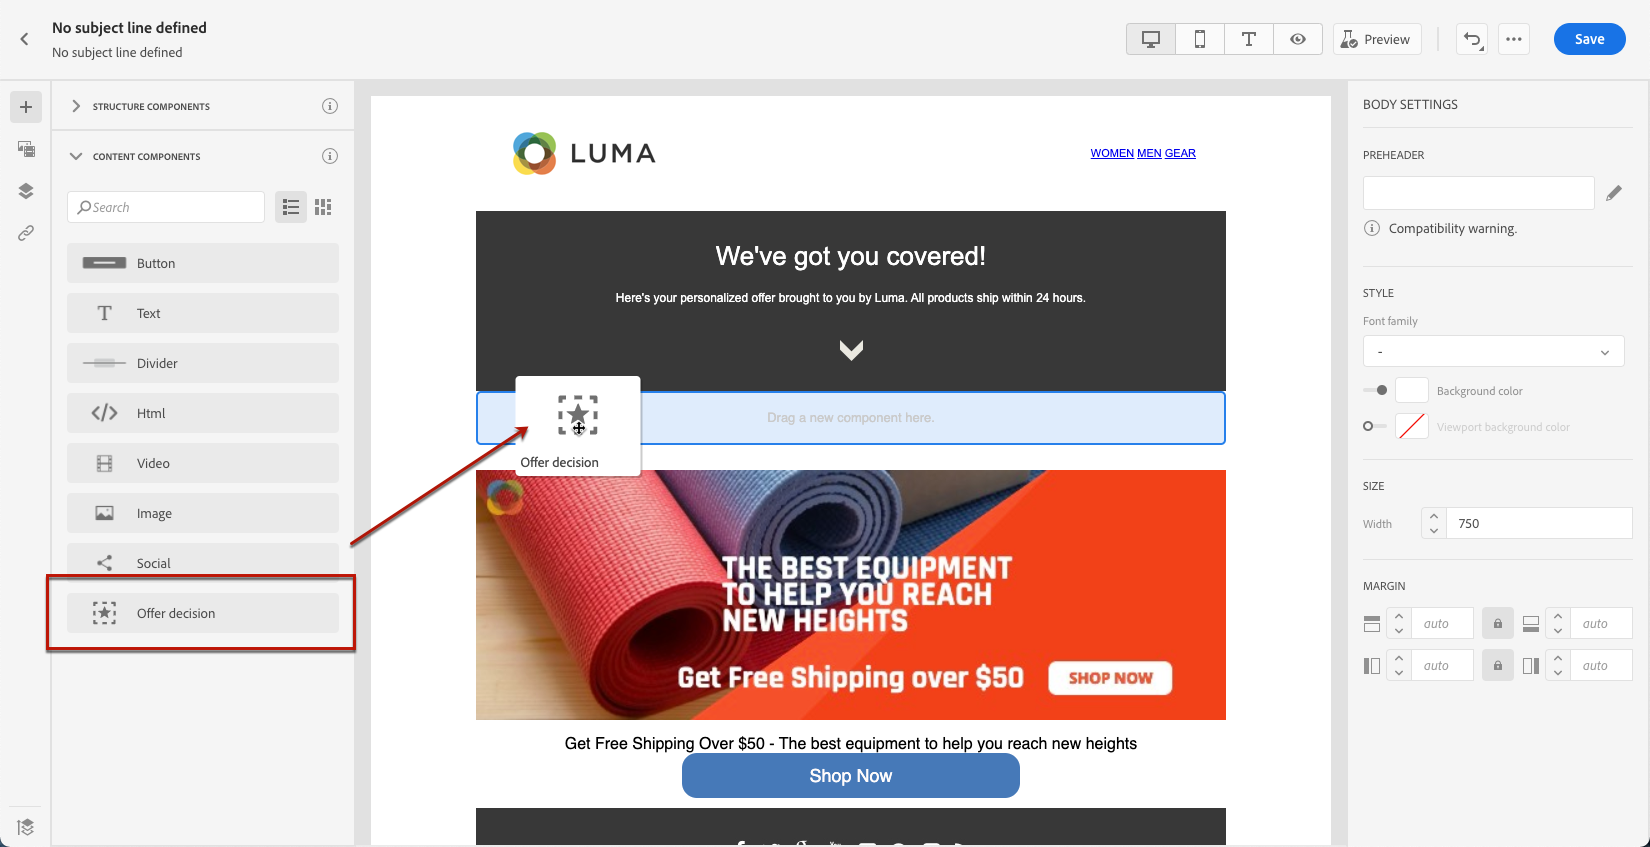 No subject line defined
No subject line defined
Preview
Save
STRUCTURE COMPONENTS
CONTENT COMPONENTS
Search
Button
Text
Divider
Html
Video
Image
Social
Offer decision
LUMA
WOMEN MEN GEAR
We've got you covered!
Here's your personalized offer brought to you by Luma. All products ship within 24 hours.
Drag a new component here.
Offer decision
THE BEST EQUIPMENT
TO HELP YOU REACH
NEW HEIGHTS
Get Free Shipping over $50
SHOP NOW
Get Free Shipping Over $50 - The best equipment to help you reach new heights
Shop Now
BODY SETTINGS
PREHEADER
Compatibility warning.
STYLE
Font family
-
Background color
Viewport background color
SIZE
Width
750
MARGIN
auto
auto
auto
auto